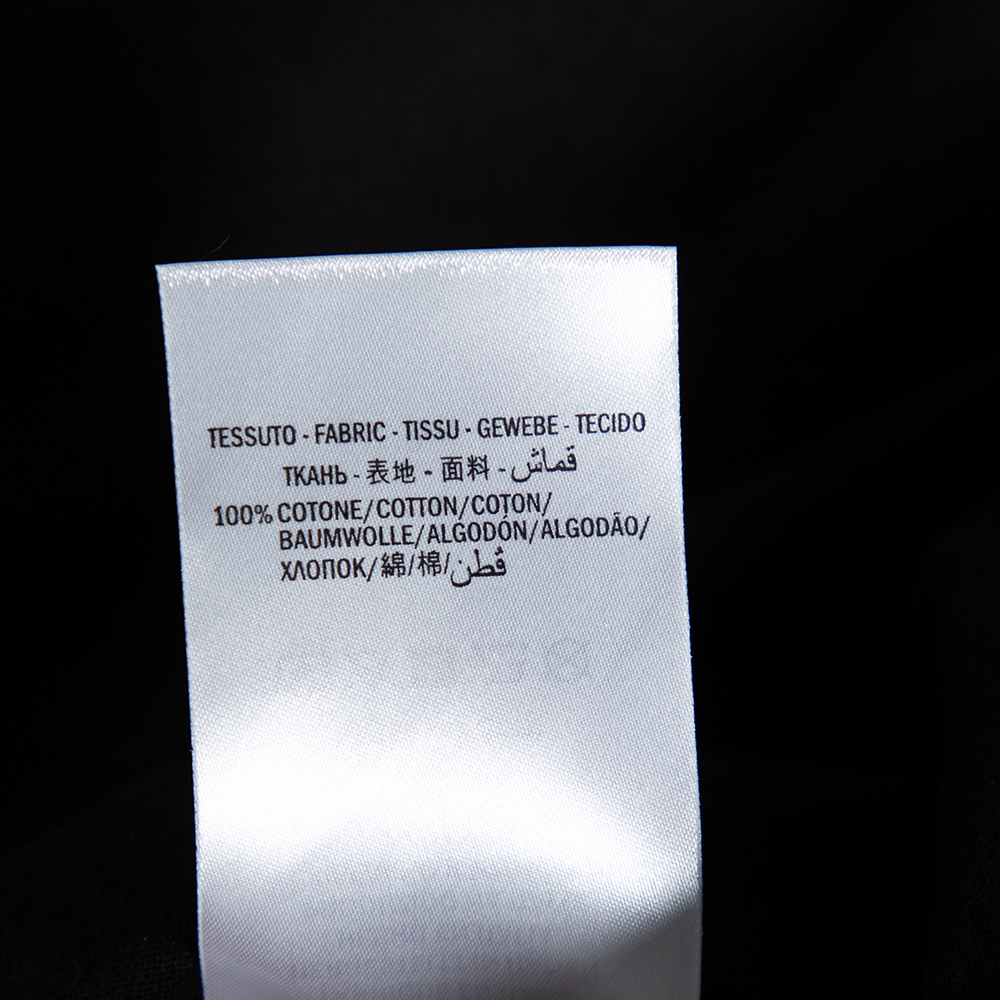 TESSUTO - FABRIC - TISSU - GEWEBE - TECIDO
ТКАНЬ - 表地 - 面料 - قماش
100% COTONE/COTTON/COTON/
BAUMWOLLE/ALGODÓN/ALGODÃO/
ХЛОПОК/綿/棉/قطن